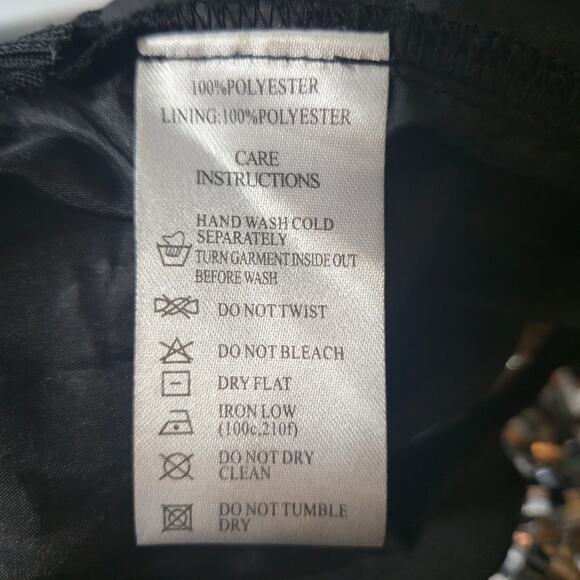 100%POLYESTER
LINING:100%POLYESTER
CARE
INSTRUCTIONS
HAND WASH COLD
SEPARATELY
TURN GARMENT INSIDE OUT
BEFORE WASH
DO NOT TWIST
DO NOT BLEACH
DRY FLAT
IRON LOW
(100c,210f)
DO NOT DRY
CLEAN
DO NOT TUMBLE
DRY